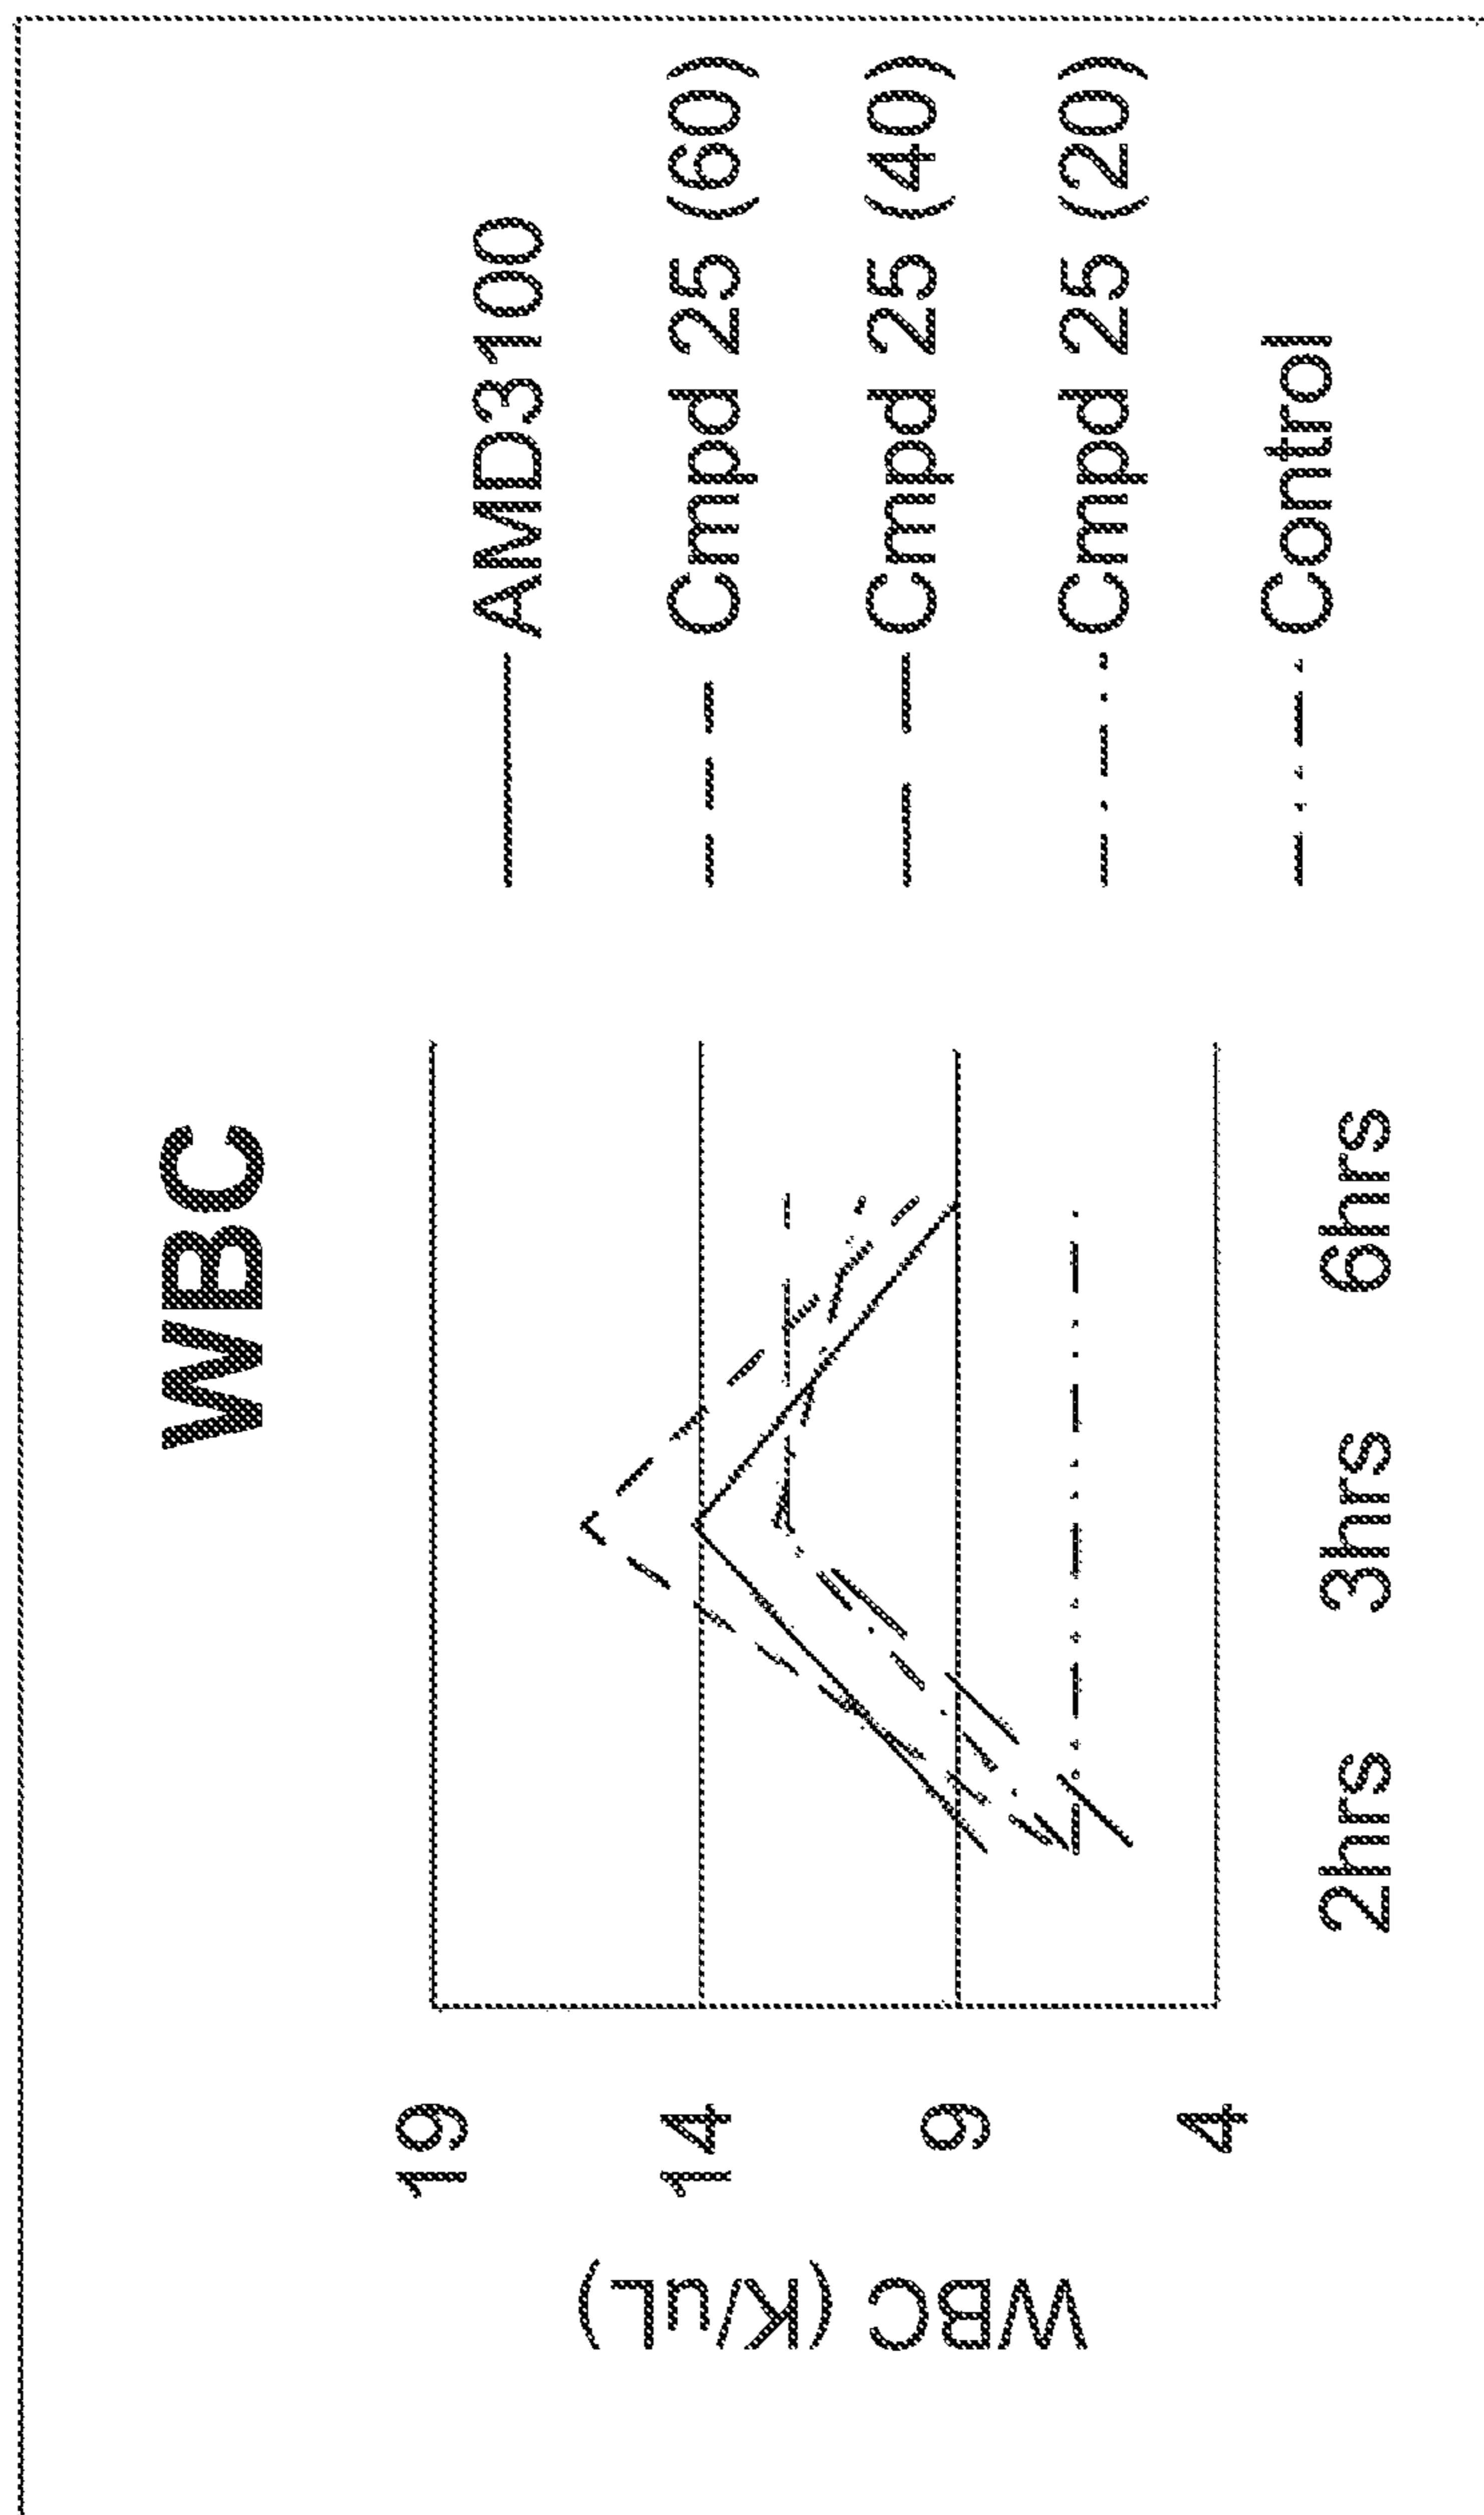 WBC
WBC (K/uL)
19
14
9
4
2hrs 3hrs 6hrs
AMD3100
Cmpd 25 (60)
Cmpd 25 (40)
Cmpd 25 (20)
Control